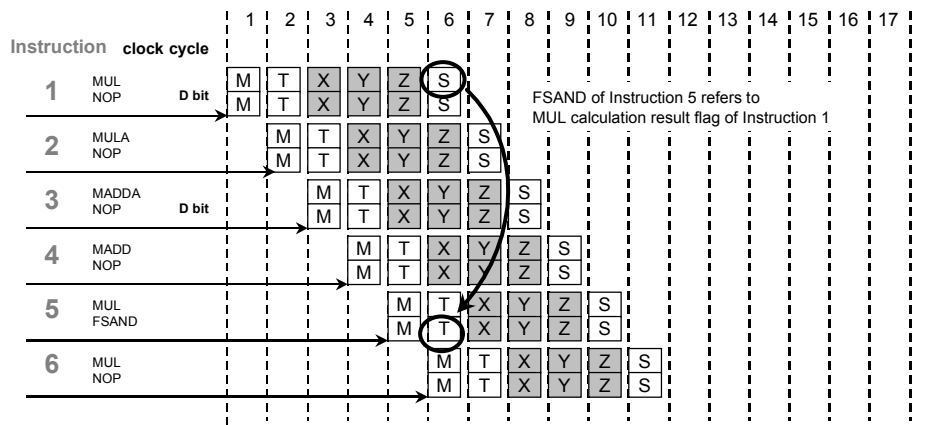 1 2 3 4 5 6 7 8 9 10 11 12 13 14 15 16 17
Instruction clock cycle
1 MUL M T X Y Z S
NOP D bit M T X Y Z S
FSAND of Instruction 5 refers to
MUL calculation result flag of Instruction 1
2 MULA M T X Y Z S
NOP M T X Y Z S
3 MADDA M T X Y Z S
NOP D bit M T X Y Z S
4 MADD M T X Y Z S
NOP M T X Y Z S
5 MUL M T X Y Z S
FSAND M T X Y Z S
6 MUL M T X Y Z S
NOP M T X Y Z S